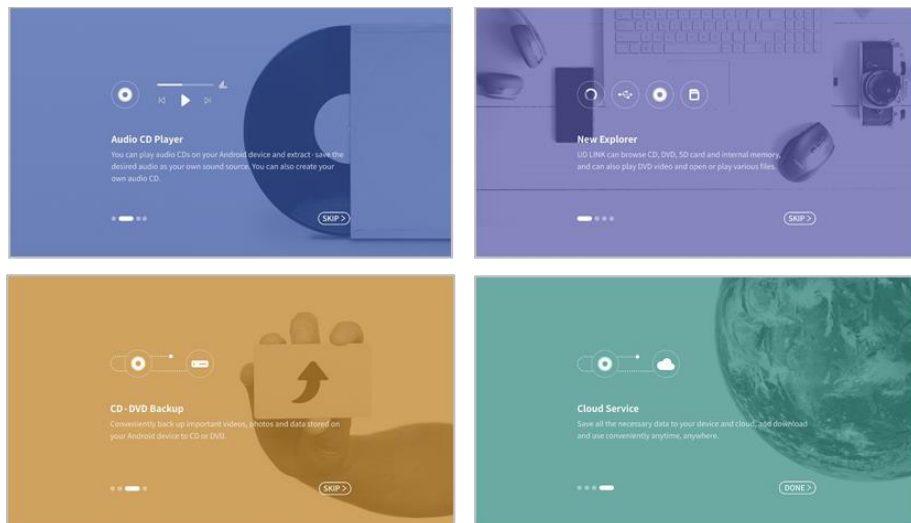 Audio CD Player
You can play audio CDs on your Android device and extract·save the
desired audio as your own sound source. You can also create your
own audio CD.
SKIP >
New Explorer
UD LINK can browse CD, DVD, SD card and internal memory,
and can also play DVD video and open or play various files.
SKIP >
CD·DVD Backup
Conveniently back up important videos, photos and data stored on
your Android device to CD or DVD.
SKIP >
Cloud Service
Save all the necessary data to your device and cloud, add download
and use conveniently anytime, anywhere.
DONE >